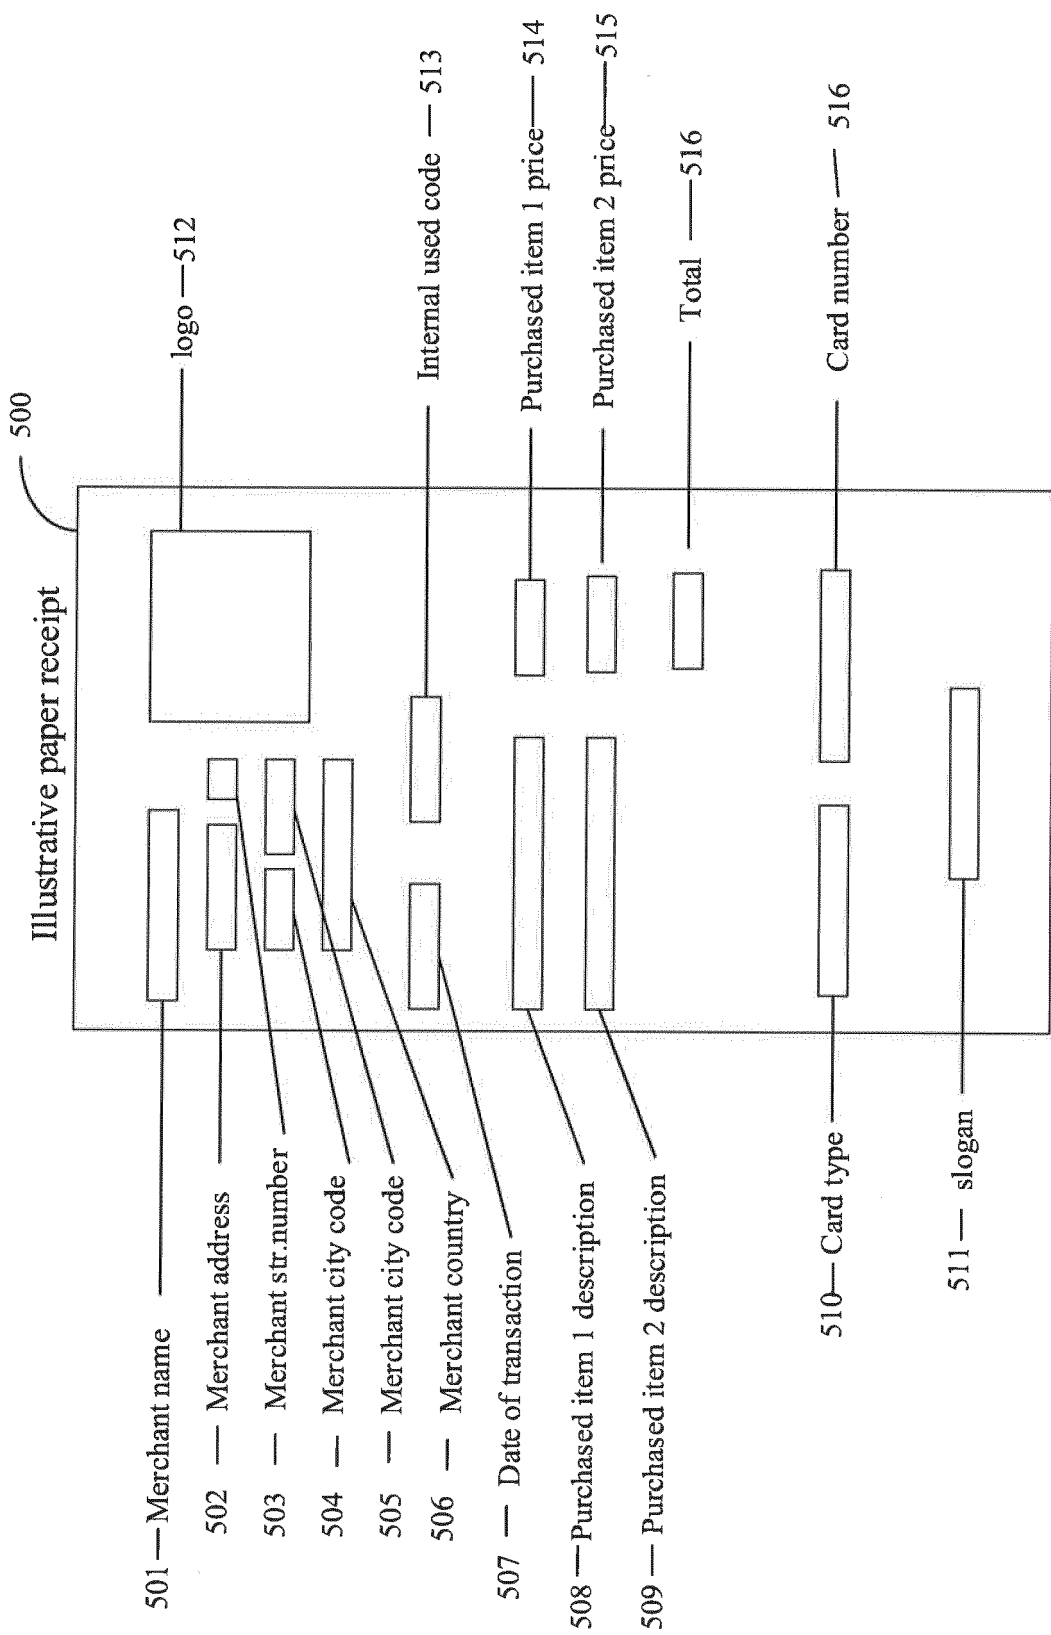 Illustrative paper receipt
500
501 — Merchant name
502 — Merchant address
503 — Merchant str.number
504 — Merchant city code
505 — Merchant city code
506 — Merchant country
507 — Date of transaction
508 — Purchased item 1 description
509 — Purchased item 2 description
510 — Card type
511 — slogan
logo — 512
Internal used code — 513
Purchased item 1 price — 514
Purchased item 2 price — 515
Total — 516
Card number — 516